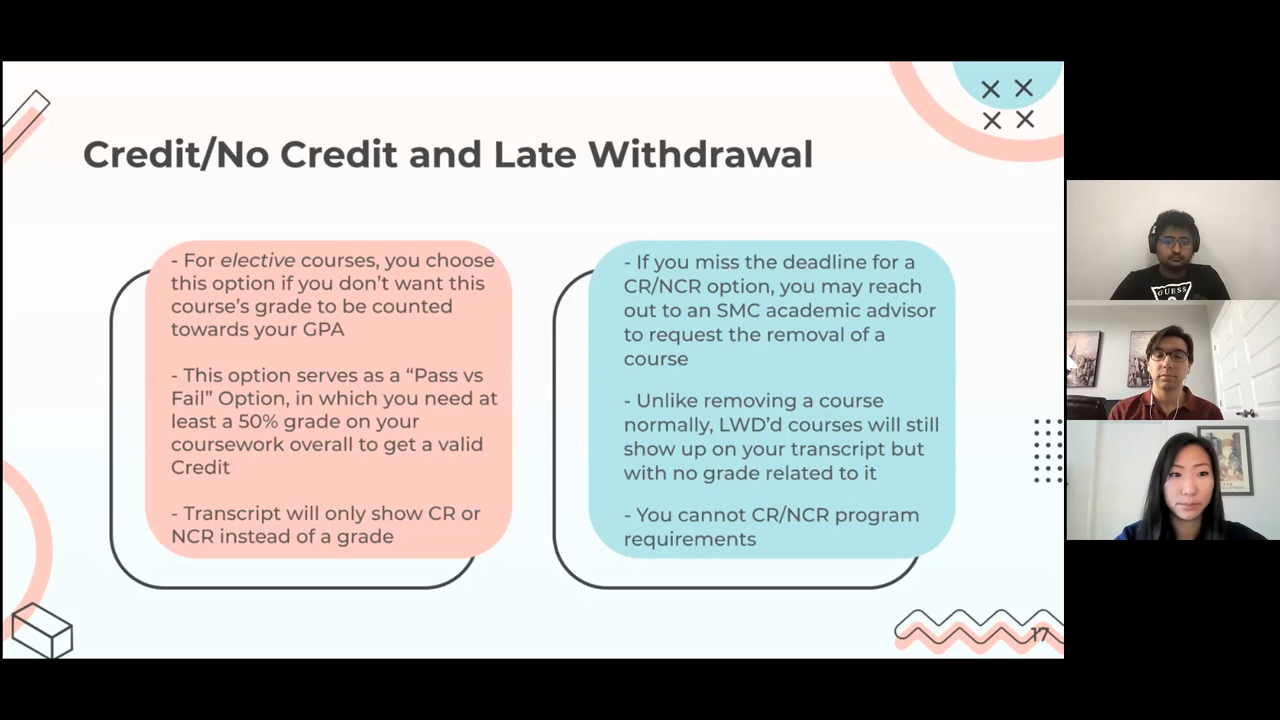 Credit/No Credit and Late Withdrawal
- For elective courses, you choose
this option if you don’t want this
course’s grade to be counted
towards your GPA
- This option serves as a “Pass vs
Fail” Option, in which you need at
least a 50% grade on your
coursework overall to get a valid
Credit
- Transcript will only show CR or
NCR instead of a grade
- If you miss the deadline for a
CR/NCR option, you may reach
out to an SMC academic advisor
to request the removal of a
course
- Unlike removing a course
normally, LWD’d courses will still
show up on your transcript but
with no grade related to it
- You cannot CR/NCR program
requirements
17
GUESS